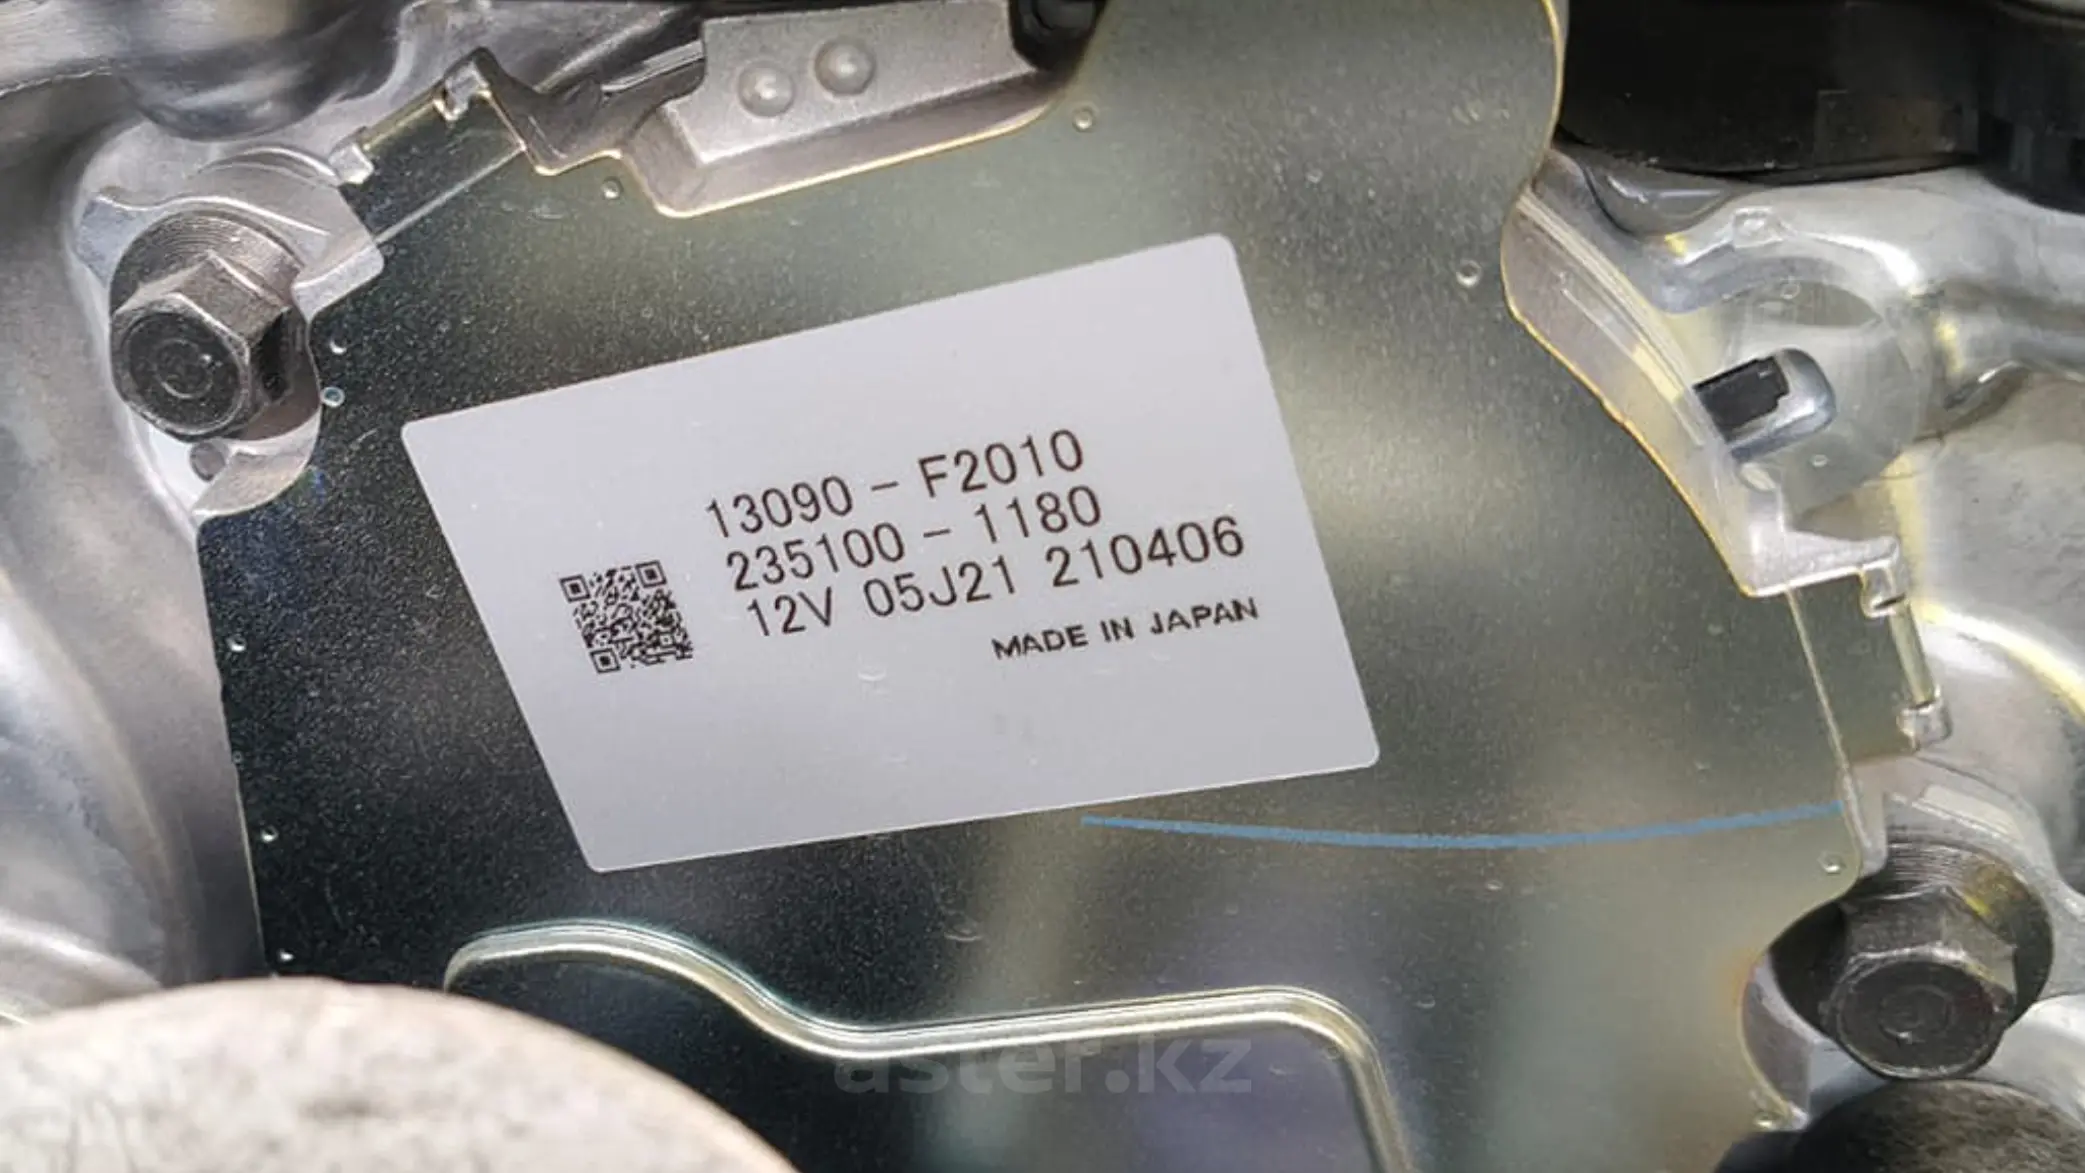 13090 - F2010
235100 - 1180
12V 05J21 210406
MADE IN JAPAN
aster.kz